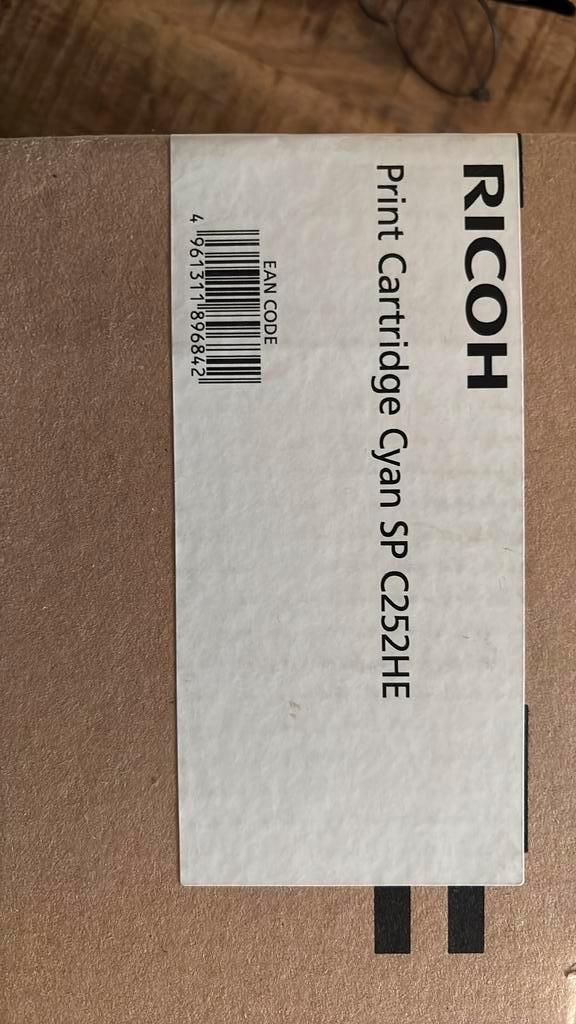 RICOH
Print Cartridge Cyan SP C252HE
EAN CODE
4 961311 896842